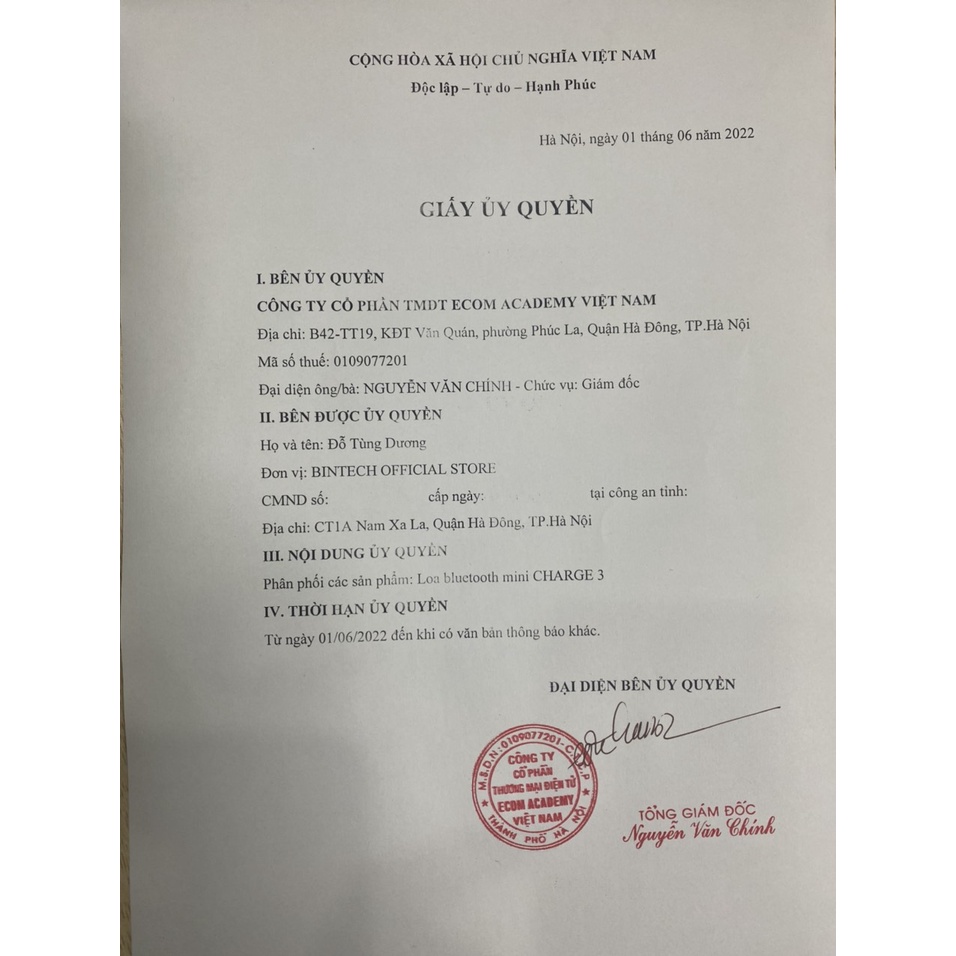 CỘNG HÒA XÃ HỘI CHỦ NGHĨA VIỆT NAM
Độc lập – Tự do – Hạnh Phúc
Hà Nội, ngày 01 tháng 06 năm 2022
GIẤY ỦY QUYỀN
I. BÊN ỦY QUYỀN
CÔNG TY CỔ PHẦN TMDT ECOM ACADEMY VIỆT NAM
Địa chỉ: B42-TT19, KĐT Văn Quán, phường Phúc La, Quận Hà Đông, TP.Hà Nội
Mã số thuế: 0109077201
Đại diện ông/bà: NGUYỄN VĂN CHÍNH - Chức vụ: Giám đốc
II. BÊN ĐƯỢC ỦY QUYỀN
Họ và tên: Đỗ Tùng Dương
Đơn vị: BINTECH OFFICIAL STORE
CMND số: cấp ngày: tại công an tỉnh:
Địa chỉ: CT1A Nam Xa La, Quận Hà Đông, TP.Hà Nội
III. NỘI DUNG ỦY QUYỀN
Phân phối các sản phẩm: Loa bluetooth mini CHARGE 3
IV. THỜI HẠN ỦY QUYỀN
Từ ngày 01/06/2022 đến khi có văn bản thông báo khác.
ĐẠI DIỆN BÊN ỦY QUYỀN
M.S.D.N: 0109077201-C.T.C.P
CÔNG TY
CỔ PHẦN
THƯƠNG MẠI ĐIỆN TỬ
ECOM ACADEMY
VIỆT NAM
THÀNH PHỐ HÀ NỘI
TỔNG GIÁM ĐỐC
Nguyễn Văn Chính